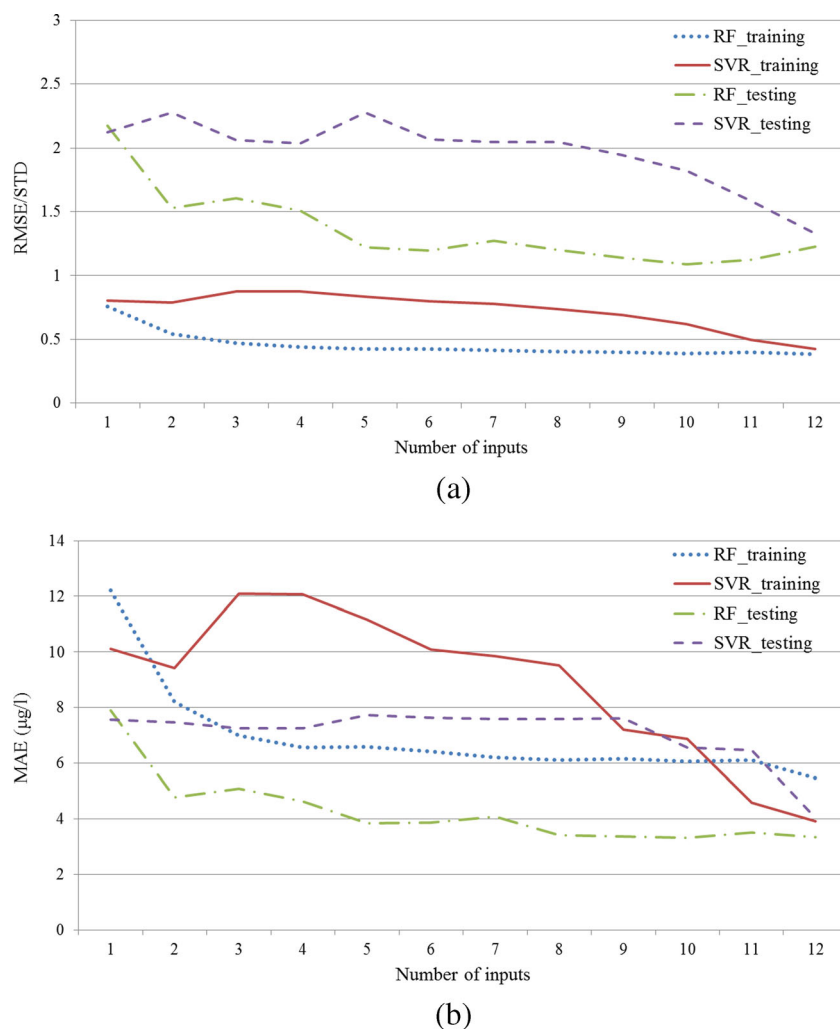 3
2.5
2
1.5
1
0.5
0
RMSE/STD
RF_training
SVR_training
RF_testing
SVR_testing
1 2 3 4 5 6 7 8 9 10 11 12
Number of inputs
(a)
14
12
10
8
6
4
2
0
MAE (µg/l)
RF_training
SVR_training
RF_testing
SVR_testing
1 2 3 4 5 6 7 8 9 10 11 12
Number of inputs
(b)